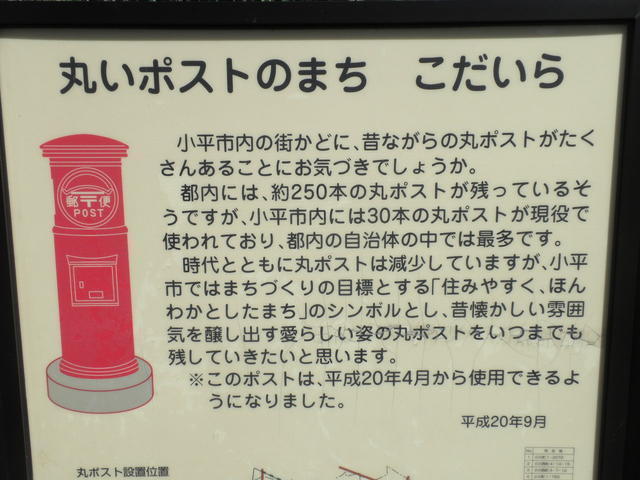 丸いポストのまち　こだいら
小平市内の街かどに、昔ながらの丸ポストがたく
さんあることにお気づきでしょうか。
都内には、約250本の丸ポストが残っているそ
うですが、小平市内には30本の丸ポストが現役で
使われており、都内の自治体の中では最多です。
時代とともに丸ポストは減少していますが、小平
市ではまちづくりの目標とする「住みやすく、ほん
わかとしたまち」のシンボルとし、昔懐かしい雰囲
気を醸し出す愛らしい姿の丸ポストをいつまでも
残していきたいと思います。
※このポストは、平成20年4月から使用できるよ
うになりました。
平成20年9月
郵〒便
POST
丸ポスト設置位置